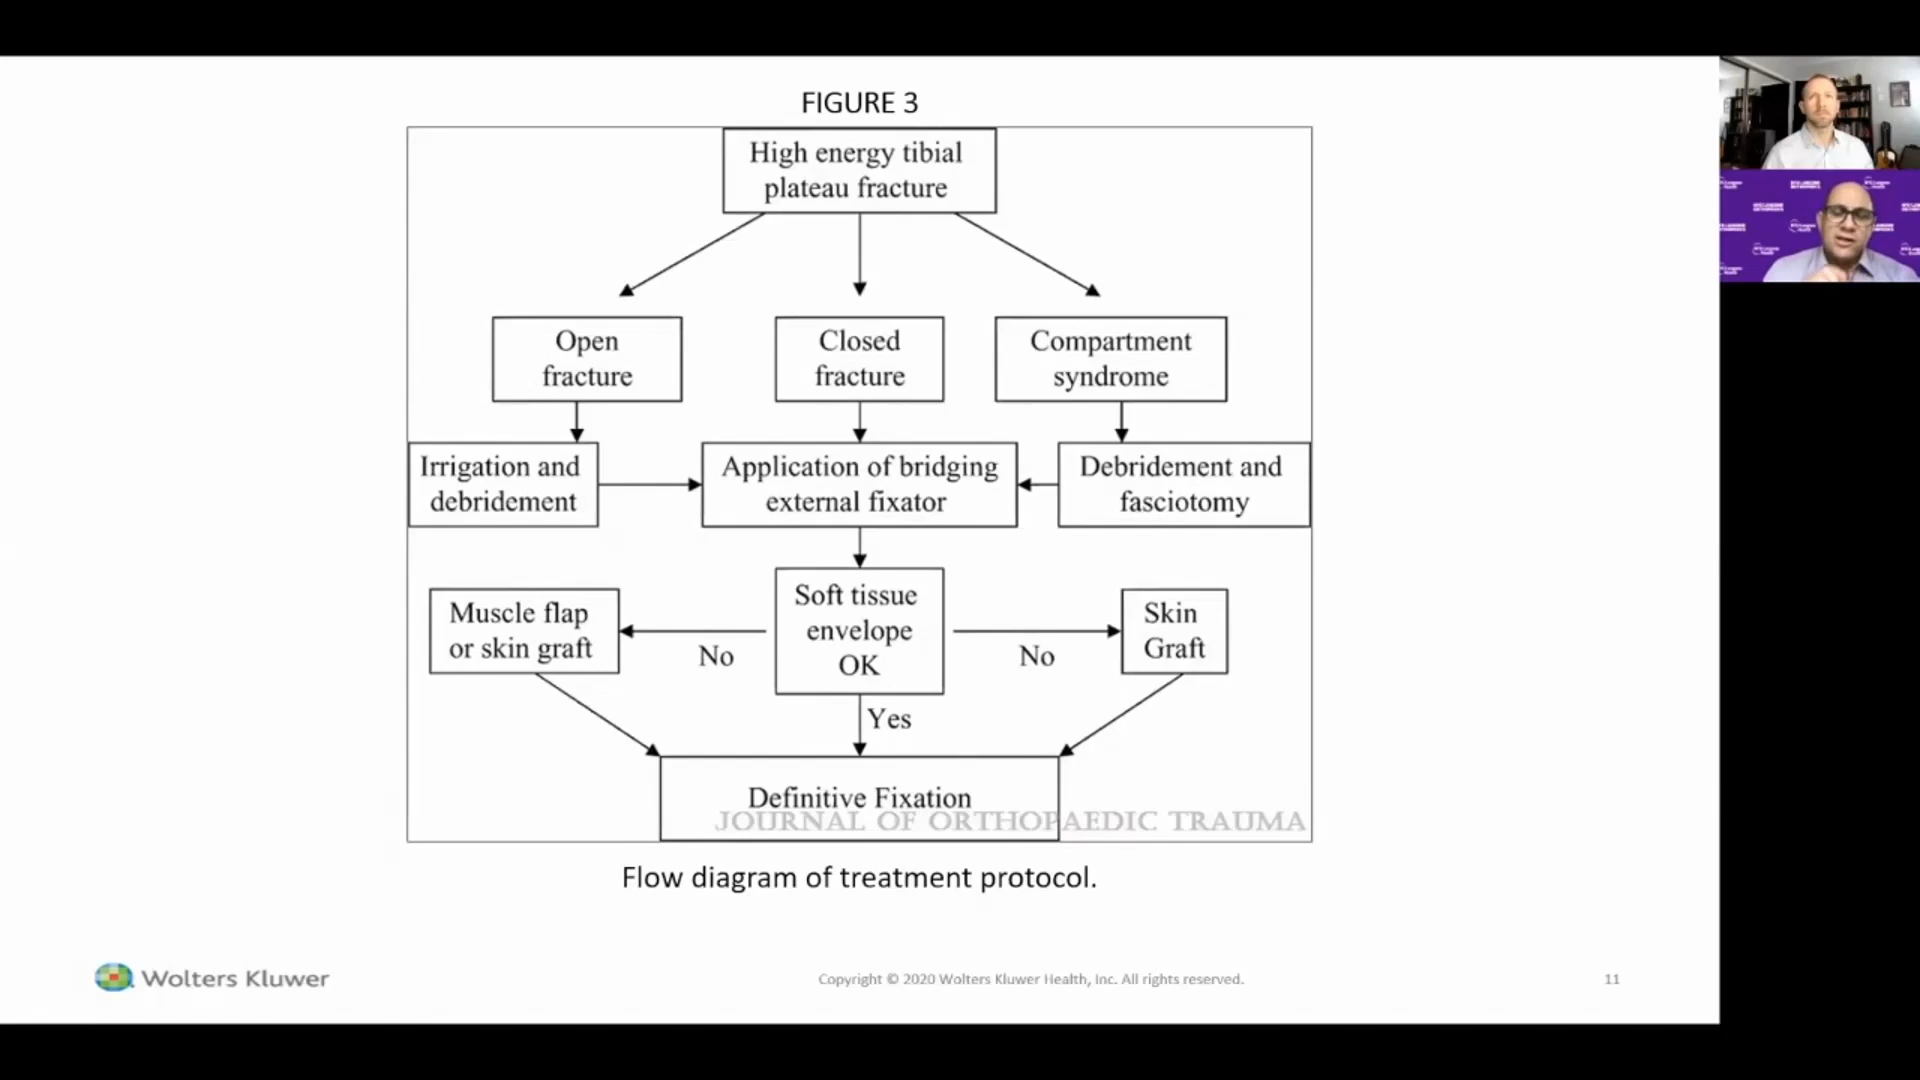 FIGURE 3
High energy tibial
plateau fracture
Open
fracture
Closed
fracture
Compartment
syndrome
Irrigation and
debridement
Application of bridging
external fixator
Debridement and
fasciotomy
Muscle flap
or skin graft
No
Soft tissue
envelope
OK
No
Skin
Graft
Yes
Definitive Fixation
JOURNAL OF ORTHOPAEDIC TRAUMA
Flow diagram of treatment protocol.
Wolters Kluwer
Copyright © 2020 Wolters Kluwer Health, Inc. All rights reserved.
11